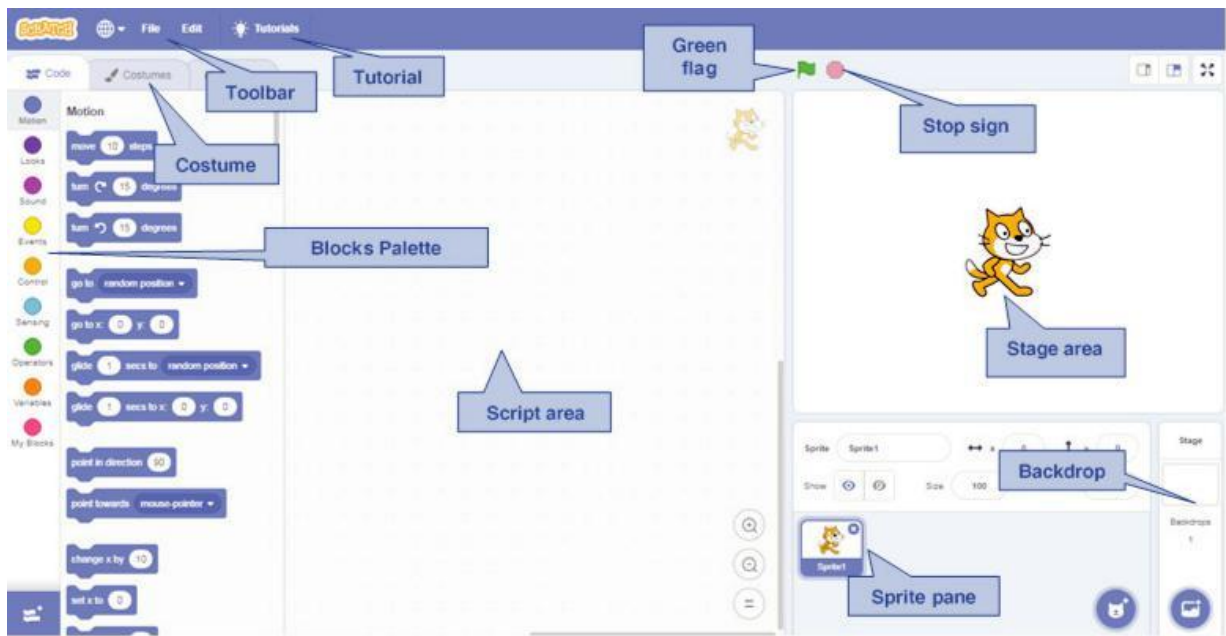 SCRATCH File Edit Tutorials
Green
flag
Code Costumes
Tutorial
Toolbar
Stop sign
Costume
Motion
Looks
Sound
Events
Control
Sensing
Operators
Variables
My Blocks
Motion
move 10 steps
turn 15 degrees
turn 15 degrees
Blocks Palette
go to random position
go to x: 0 y: 0
glide 1 secs to random position
glide 1 secs to x: 0 y: 0
point in direction 90
point towards mouse-pointer
change x by 10
set x to 0
Script area
Stage area
Sprite Sprite1 x 0 0
Show Size 100
Backdrop
Stage
Backdrops
1
Sprite1
Sprite pane